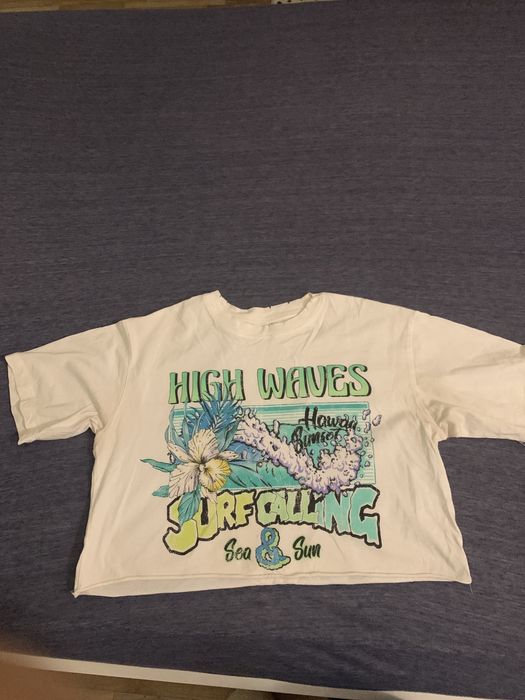 HIGH WAVES
Hawaii
Sunset
SURF CALLING
Sea & Sun